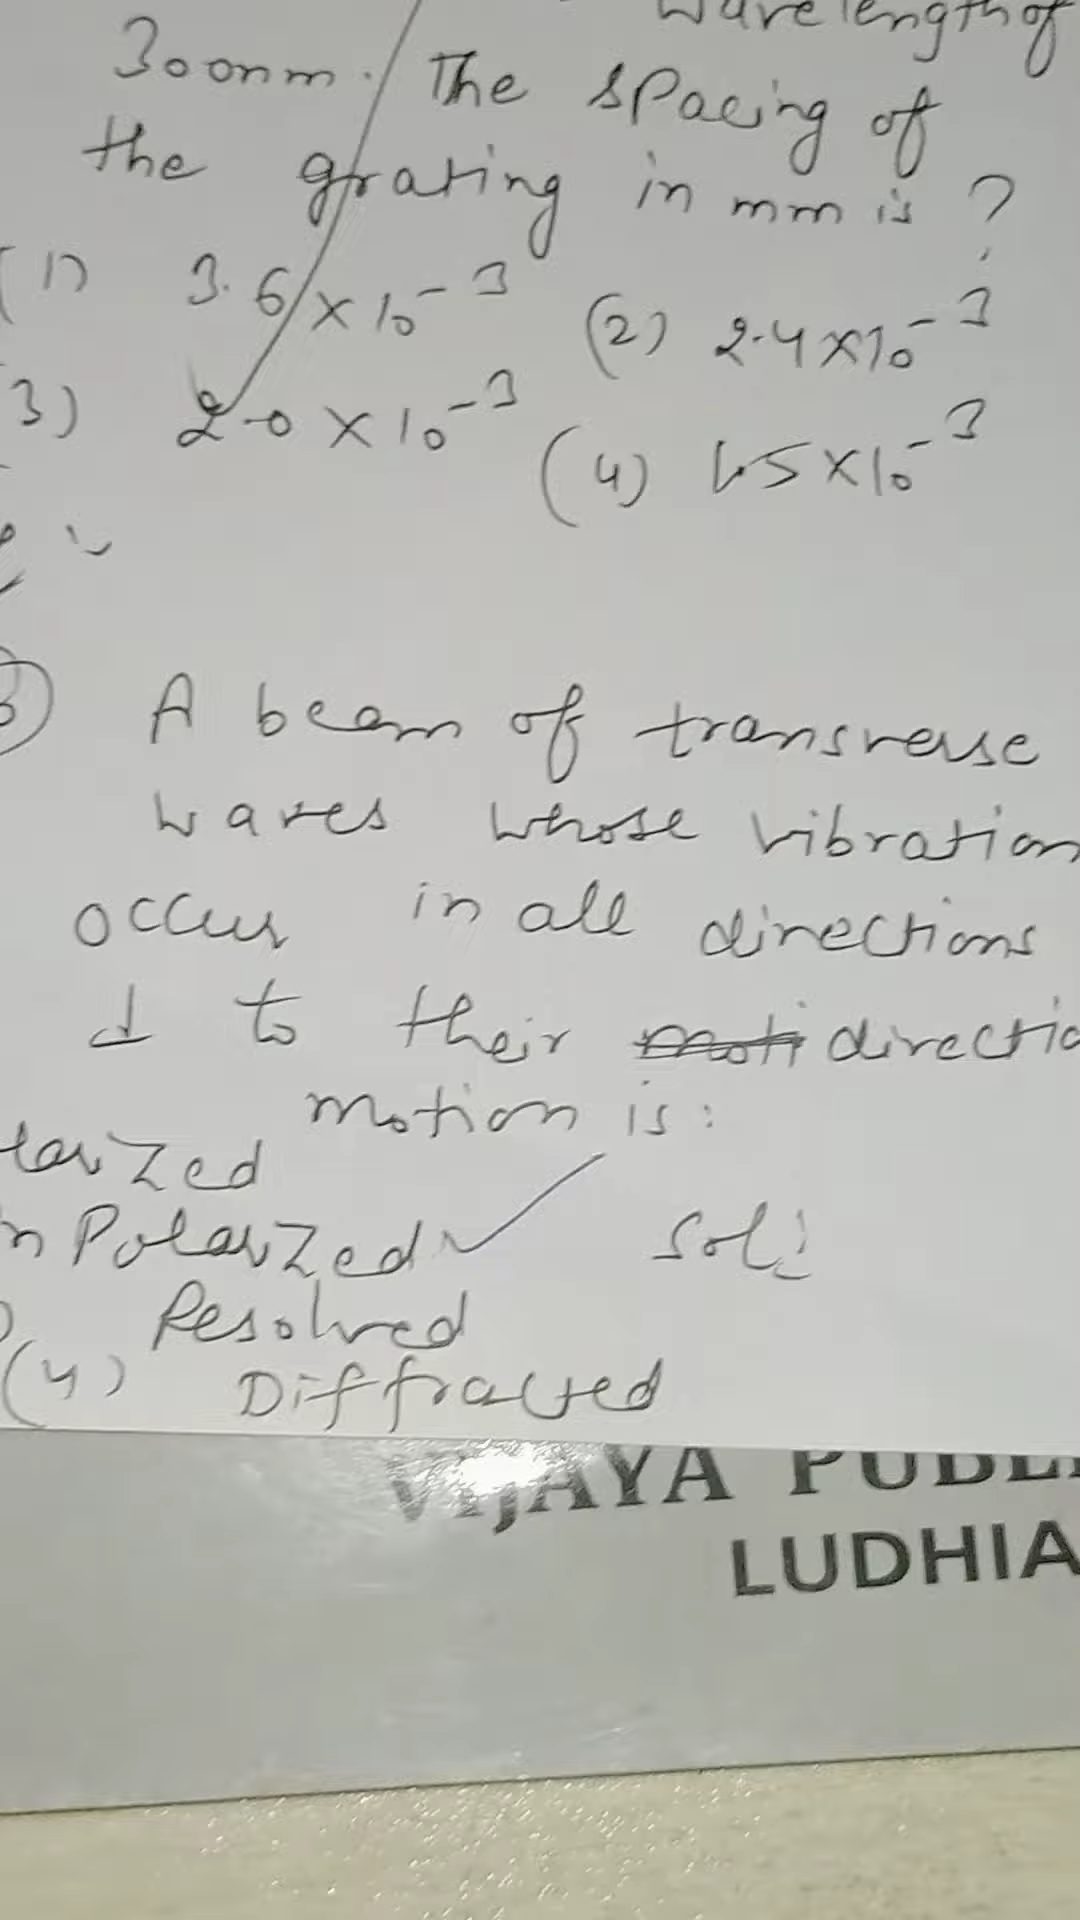 wavelength of
300nm. The spacing of
the grating in mm is ?
(1) 3.6 × 10⁻³ (2) 2.4 × 10⁻³
3) 2.0 × 10⁻³ (4) 1.5 × 10⁻³
A beam of transverse
waves whose vibration
occur in all directions
⊥ to their directio
motion is:
larized
n Polarized ✓ Sol:
Resolved
(4) Diffracted
VIJAYA PUBL
LUDHIA